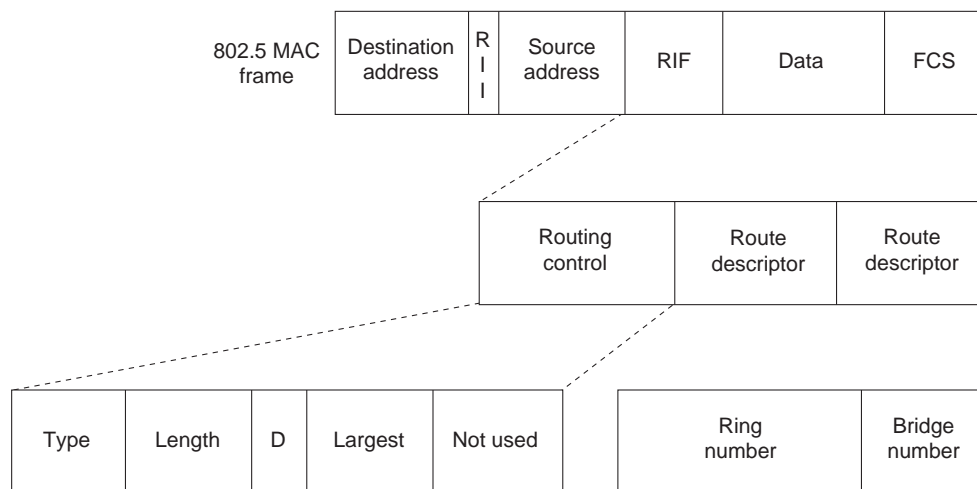 802.5 MAC
frame
Destination
address
R
I
I
Source
address
RIF
Data
FCS
Routing
control
Route
descriptor
Route
descriptor
Type
Length
D
Largest
Not used
Ring
number
Bridge
number